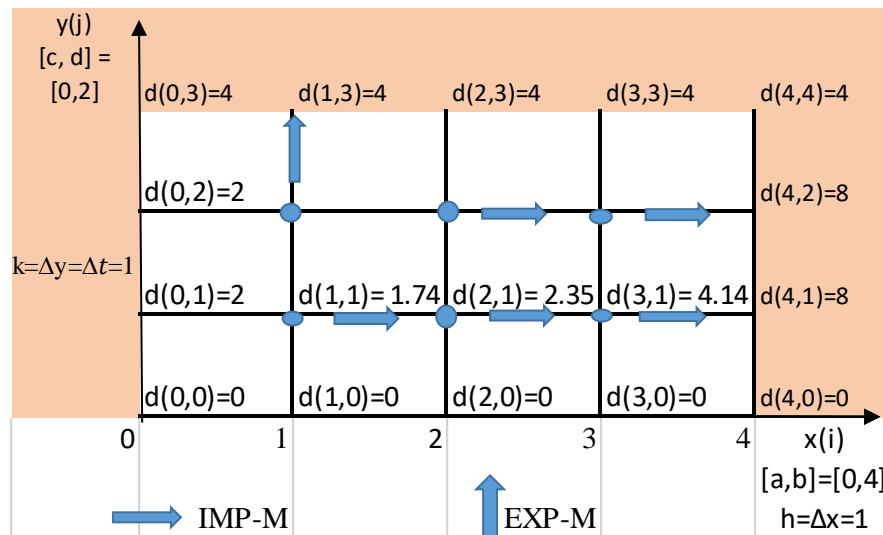 y(j)
[c, d] =
[0,2]
d(0,3)=4 d(1,3)=4 d(2,3)=4 d(3,3)=4 d(4,4)=4
d(0,2)=2 d(4,2)=8
k=Δy=Δt=1
d(0,1)=2 d(1,1)= 1.74 d(2,1)= 2.35 d(3,1)= 4.14 d(4,1)=8
d(0,0)=0 d(1,0)=0 d(2,0)=0 d(3,0)=0 d(4,0)=0
0 1 2 3 4 x(i)
[a,b]=[0,4]
IMP-M EXP-M h=Δx=1